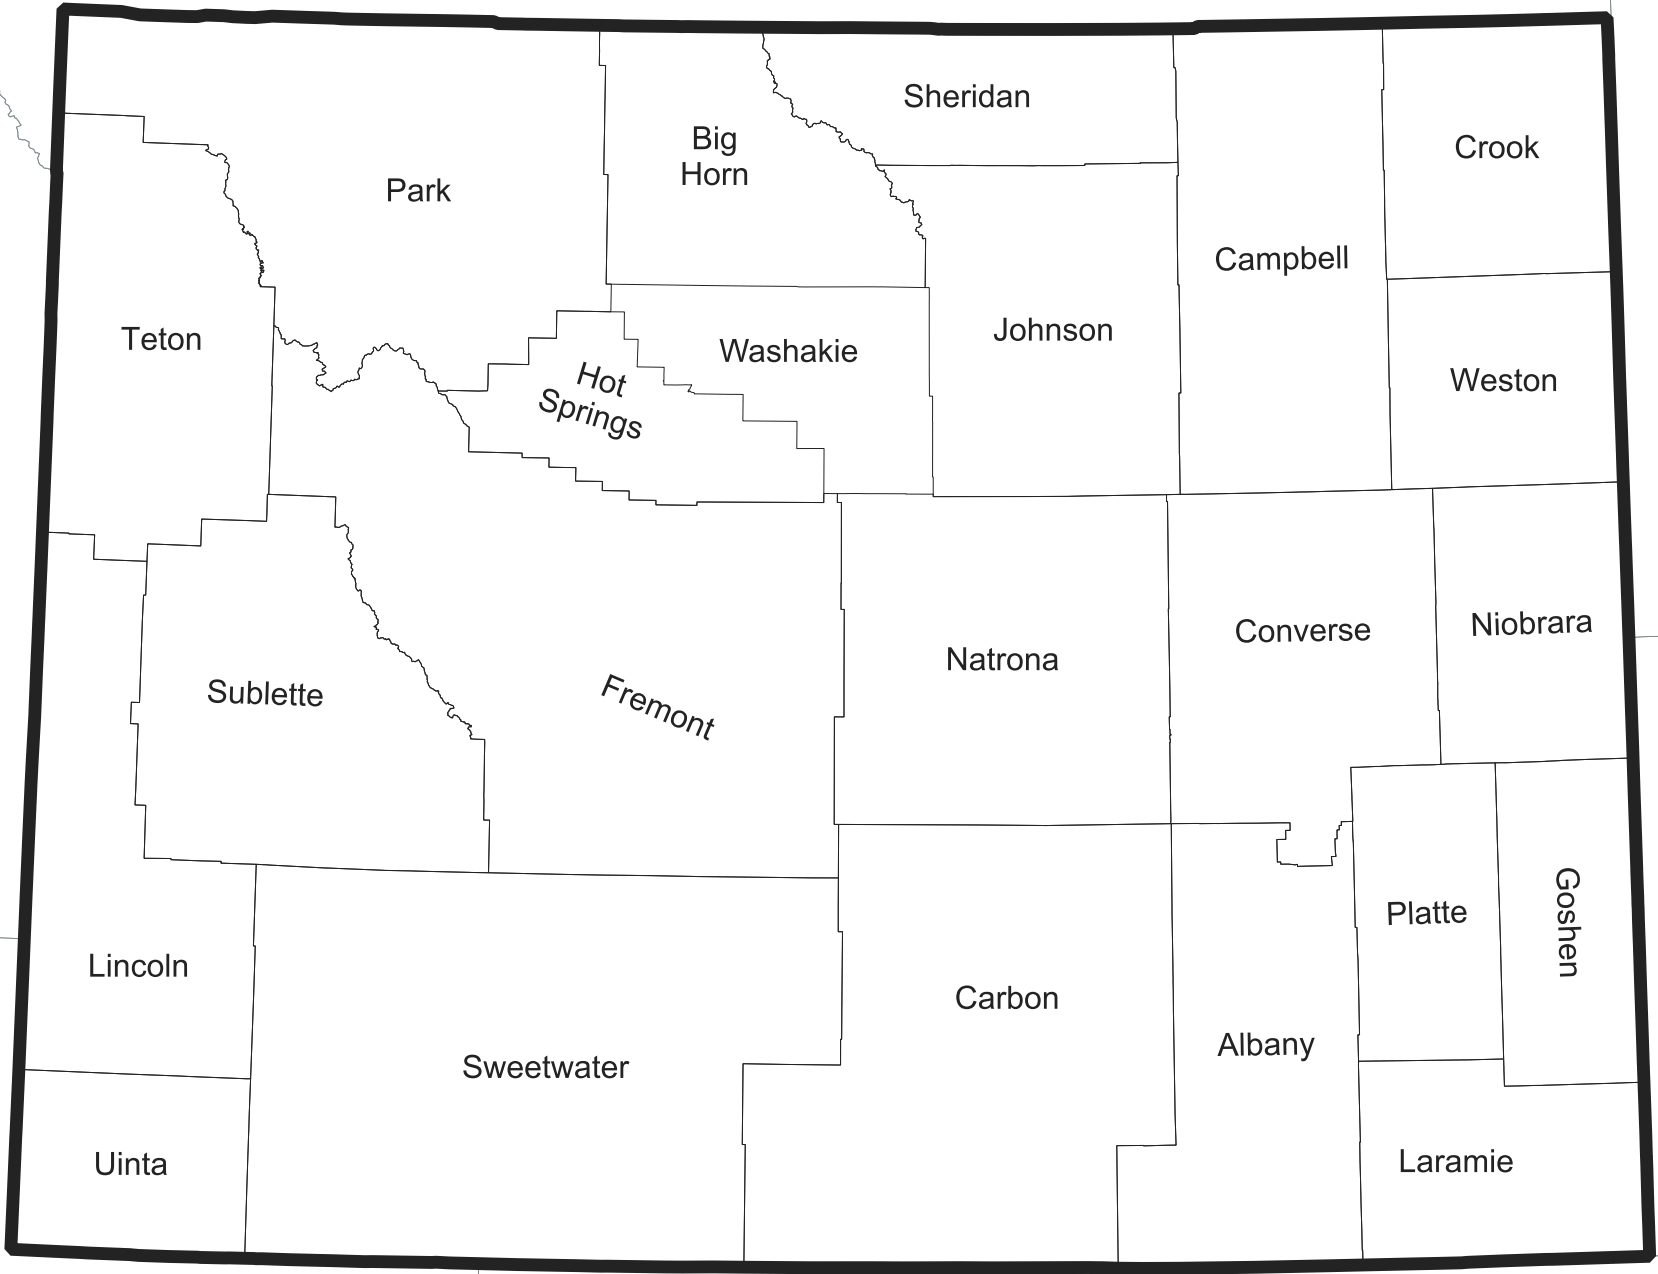 Sheridan
Big
Horn
Crook
Park
Campbell
Teton
Johnson
Washakie
Hot
Springs
Weston
Niobrara
Converse
Natrona
Sublette
Fremont
Platte
Goshen
Lincoln
Carbon
Albany
Sweetwater
Uinta
Laramie